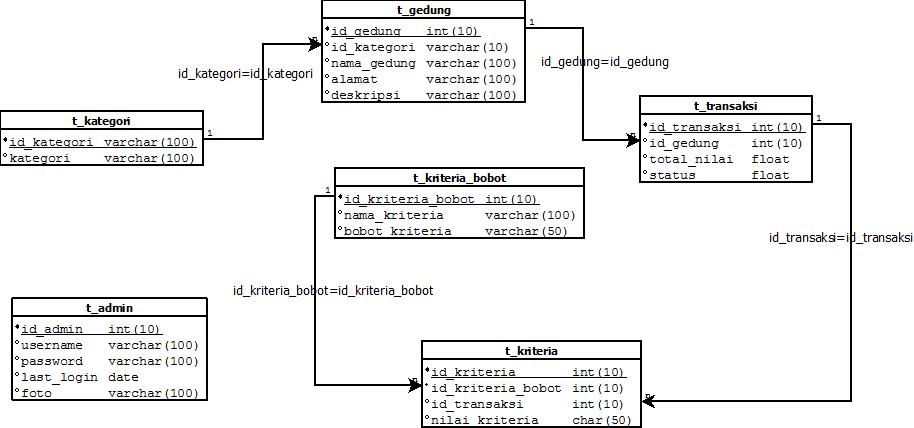 t_gedung
id_gedung int(10)
id_kategori varchar(10)
nama_gedung varchar(100)
alamat varchar(100)
deskripsi varchar(100)
1
id_kategori=id_kategori
id_gedung=id_gedung
t_kategori
id_kategori varchar(100)
kategori varchar(100)
1
t_transaksi
id_transaksi int(10)
id_gedung int(10)
total_nilai float
status float
1
t_kriteria_bobot
id_kriteria_bobot int(10)
nama_kriteria varchar(100)
bobot_kriteria varchar(50)
1
id_transaksi=id_transaksi
id_kriteria_bobot=id_kriteria_bobot
t_admin
id_admin int(10)
username varchar(100)
password varchar(100)
last_login date
foto varchar(100)
t_kriteria
id_kriteria int(10)
id_kriteria_bobot int(10)
id_transaksi int(10)
nilai_kriteria char(50)